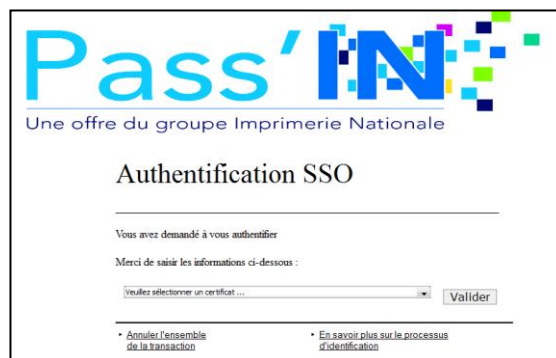 Pass'IN
Une offre du groupe Imprimerie Nationale
Authentification SSO
Vous avez demandé à vous authentifier
Merci de saisir les informations ci-dessous :
Veuillez sélectionner un certificat ...
Valider
Annuler l'ensemble
de la transaction
En savoir plus sur le processus
d'identification